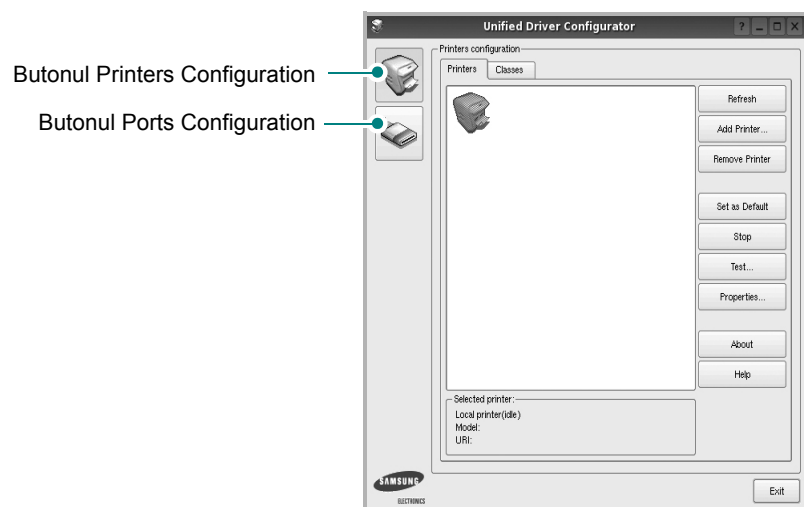 Unified Driver Configurator
Butonul Printers Configuration
Butonul Ports Configuration
Printers configuration
Printers
Classes
Refresh
Add Printer...
Remove Printer
Set as Default
Stop
Test...
Properties...
About
Help
Selected printer:
Local printer(idle)
Model:
URI:
SAMSUNG
ELECTRONICS
Exit